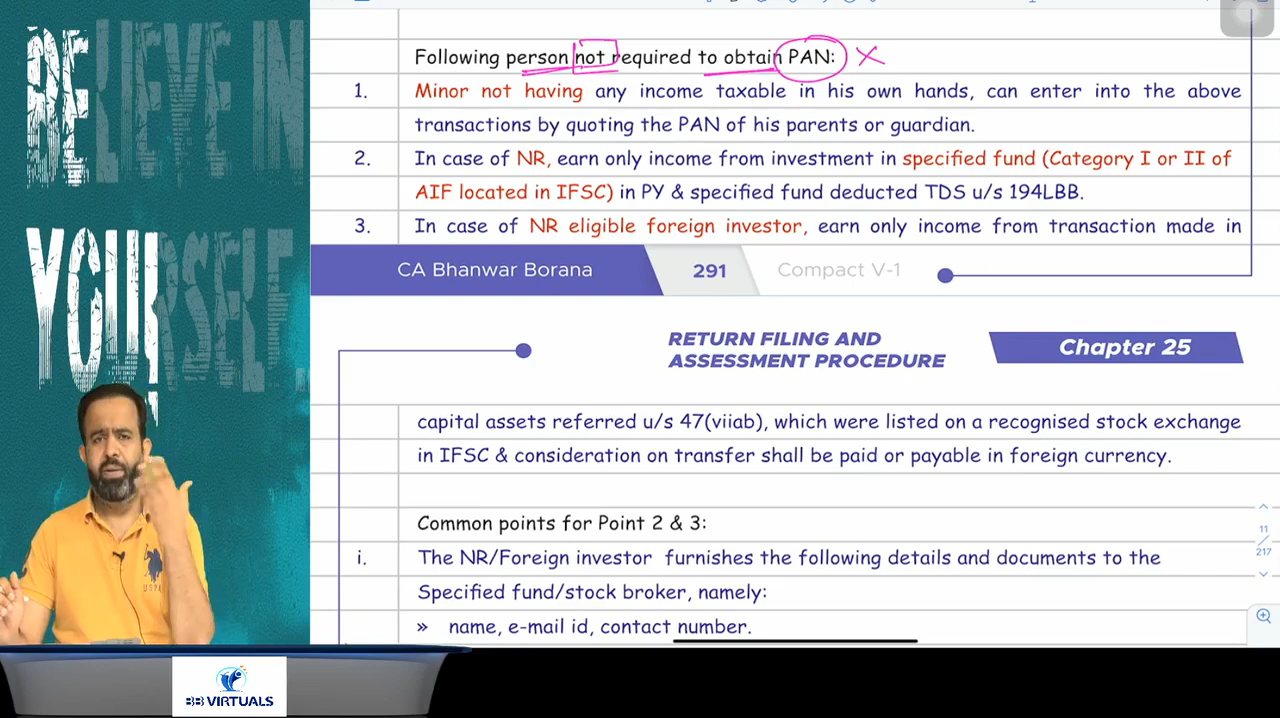 BELIEVE IN
YOURSELF.
Following person not required to obtain PAN:
1. Minor not having any income taxable in his own hands, can enter into the above
transactions by quoting the PAN of his parents or guardian.
2. In case of NR, earn only income from investment in specified fund (Category I or II of
AIF located in IFSC) in PY & specified fund deducted TDS u/s 194LBB.
3. In case of NR eligible foreign investor, earn only income from transaction made in
CA Bhanwar Borana 291 Compact V-1
RETURN FILING AND
ASSESSMENT PROCEDURE
Chapter 25
capital assets referred u/s 47(viiab), which were listed on a recognised stock exchange
in IFSC & consideration on transfer shall be paid or payable in foreign currency.
Common points for Point 2 & 3:
i. The NR/Foreign investor furnishes the following details and documents to the
Specified fund/stock broker, namely:
» name, e-mail id, contact number.
11
217
BB VIRTUALS